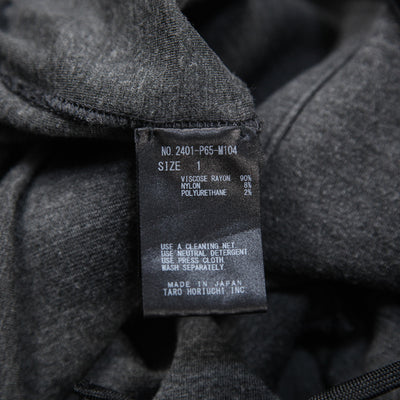 NO. 2401-P65-M104
SIZE 1
VISCOSE RAYON 90%
NYLON 8%
POLYURETHANE 2%
USE A CLEANING NET
USE NEUTRAL DETERGENT
USE PRESS CLOTH
WASH SEPARATELY.
MADE IN JAPAN
TARO HORIUCHI INC